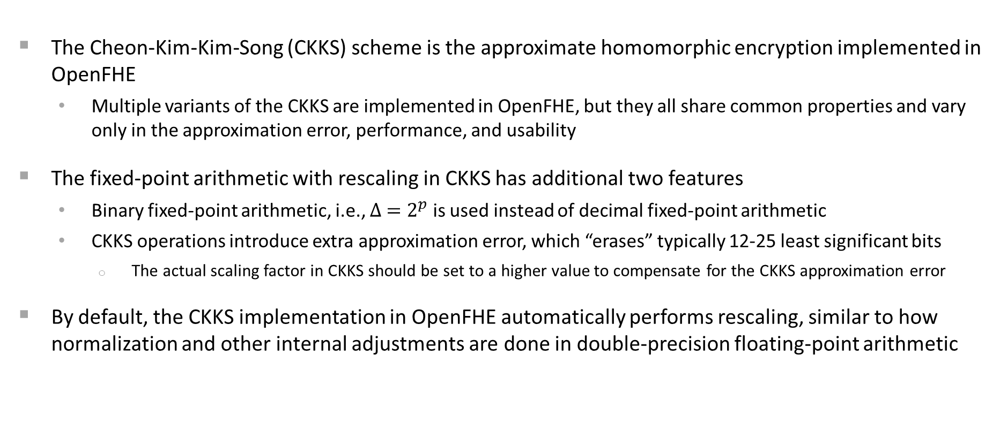 ▪ The Cheon-Kim-Kim-Song (CKKS) scheme is the approximate homomorphic encryption implemented in
OpenFHE
• Multiple variants of the CKKS are implemented in OpenFHE, but they all share common properties and vary
only in the approximation error, performance, and usability
▪ The fixed-point arithmetic with rescaling in CKKS has additional two features
• Binary fixed-point arithmetic, i.e., Δ = 2^p is used instead of decimal fixed-point arithmetic
• CKKS operations introduce extra approximation error, which “erases” typically 12-25 least significant bits
○ The actual scaling factor in CKKS should be set to a higher value to compensate for the CKKS approximation error
▪ By default, the CKKS implementation in OpenFHE automatically performs rescaling, similar to how
normalization and other internal adjustments are done in double-precision floating-point arithmetic